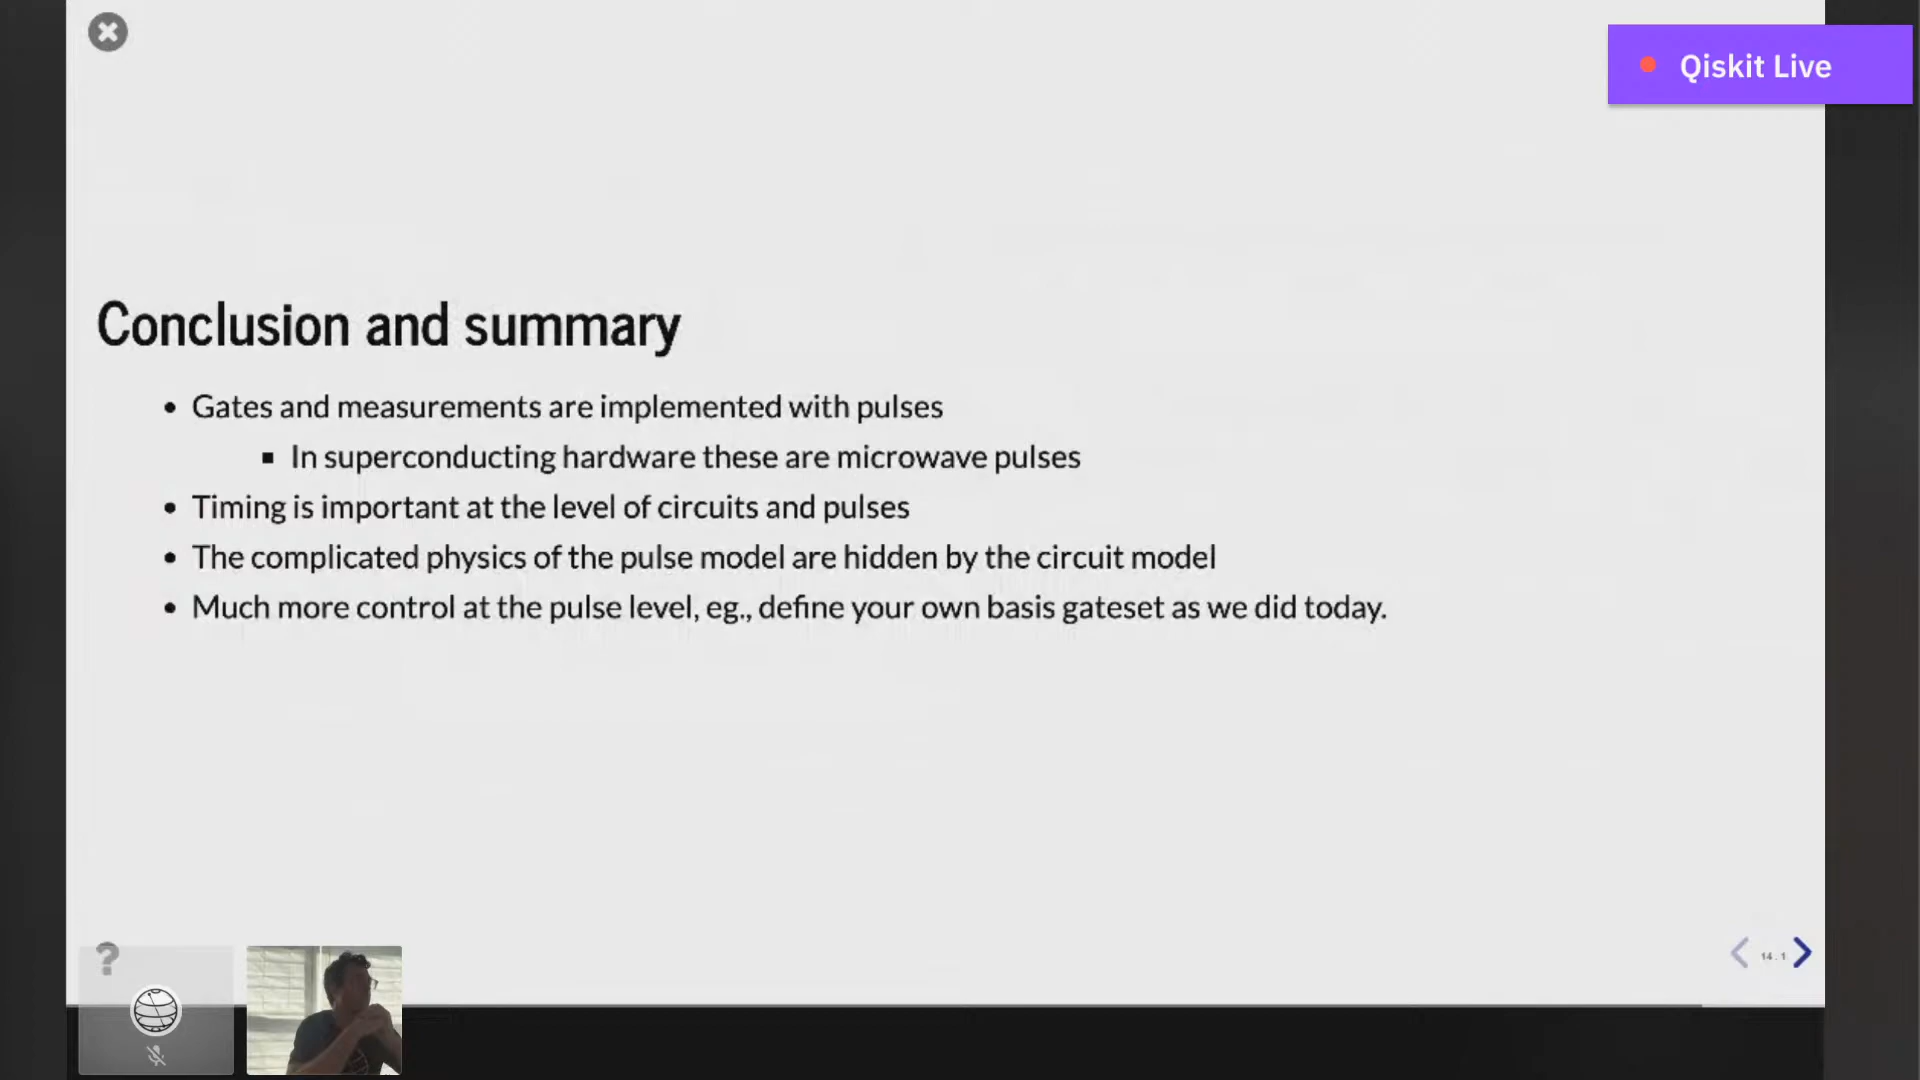 Qiskit Live
Conclusion and summary
Gates and measurements are implemented with pulses
In superconducting hardware these are microwave pulses
Timing is important at the level of circuits and pulses
The complicated physics of the pulse model are hidden by the circuit model
Much more control at the pulse level, eg., define your own basis gateset as we did today.
?
14.1